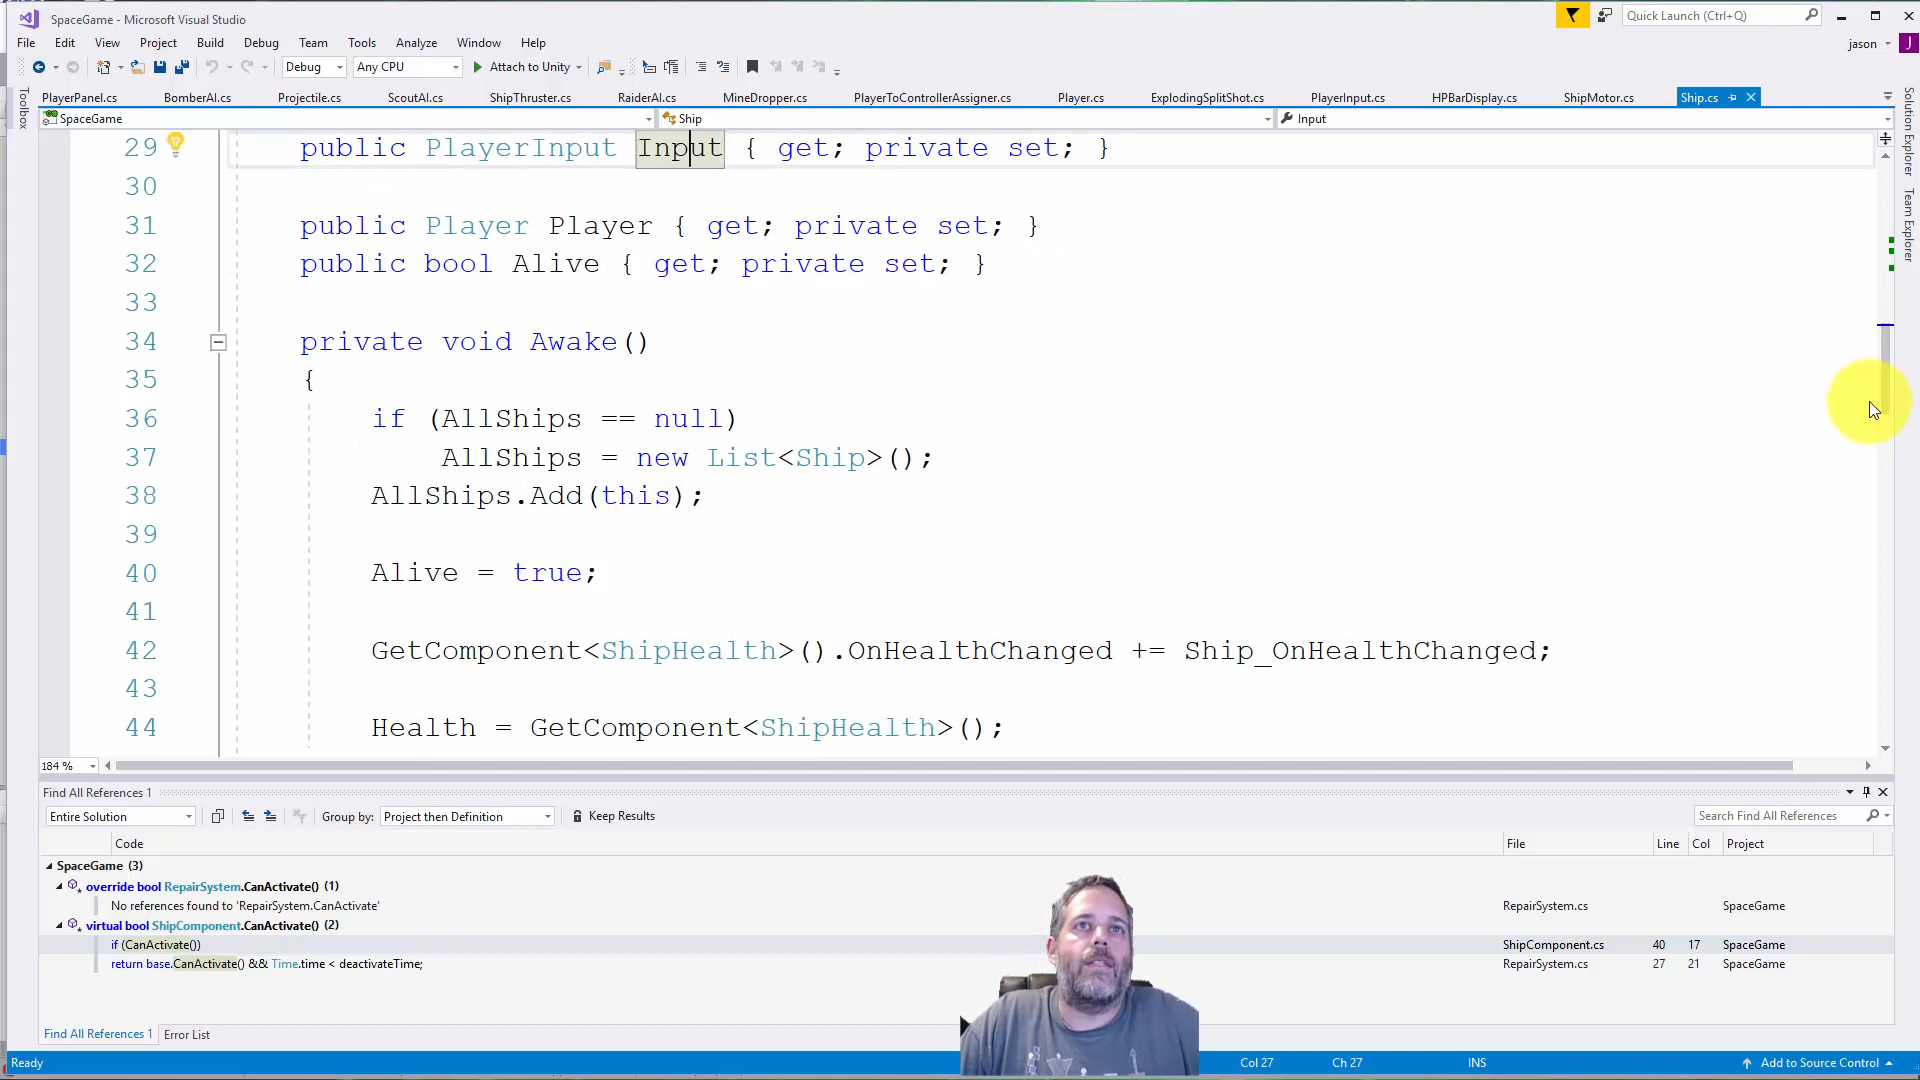 SpaceGame - Microsoft Visual Studio
Quick Launch (Ctrl+Q)
File Edit View Project Build Debug Team Tools Analyze Window Help
jason J
Debug Any CPU Attach to Unity
PlayerPanel.cs BomberAI.cs Projectile.cs ScoutAI.cs ShipThruster.cs RaiderAI.cs MineDropper.cs PlayerToControllerAssigner.cs Player.cs ExplodingSplitShot.cs PlayerInput.cs HPBarDisplay.cs ShipMotor.cs Ship.cs
Toolbox
Solution Explorer
Team Explorer
SpaceGame Ship Input
29 public PlayerInput Input { get; private set; }
30
31 public Player Player { get; private set; }
32 public bool Alive { get; private set; }
33
34 private void Awake()
35 {
36 if (AllShips == null)
37 AllShips = new List<Ship>();
38 AllShips.Add(this);
39
40 Alive = true;
41
42 GetComponent<ShipHealth>().OnHealthChanged += Ship_OnHealthChanged;
43
44 Health = GetComponent<ShipHealth>();
184 %
Find All References 1
Entire Solution Group by: Project then Definition Keep Results Search Find All References
Code File Line Col Project
SpaceGame (3)
override bool RepairSystem.CanActivate() (1)
No references found to 'RepairSystem.CanActivate' RepairSystem.cs SpaceGame
virtual bool ShipComponent.CanActivate() (2)
if (CanActivate()) ShipComponent.cs 40 17 SpaceGame
return base.CanActivate() && Time.time < deactivateTime; RepairSystem.cs 27 21 SpaceGame
Find All References 1 Error List
Ready Col 27 Ch 27 INS Add to Source Control